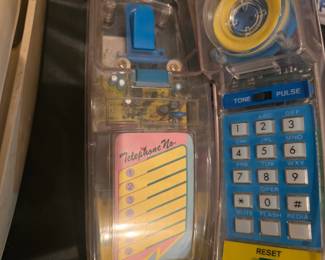 Telephone No.
TONE PULSE
ABC DEF
1 2 3
GHI JKL MNO
4 5 6
PRS TUV WXY
7 8 9
OPER
* 0 #
MUTE FLASH REDIAL
RESET